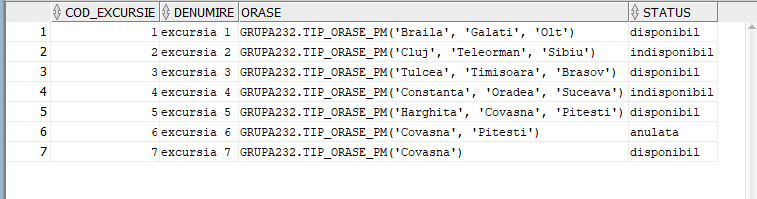 COD_EXCURSIE DENUMIRE ORASE STATUS
1 1 excursia 1 GRUPA232.TIP_ORASE_PM('Braila', 'Galati', 'Olt') disponibil
2 2 excursia 2 GRUPA232.TIP_ORASE_PM('Cluj', 'Teleorman', 'Sibiu') indisponibil
3 3 excursia 3 GRUPA232.TIP_ORASE_PM('Tulcea', 'Timisoara', 'Brasov') disponibil
4 4 excursia 4 GRUPA232.TIP_ORASE_PM('Constanta', 'Oradea', 'Suceava') indisponibil
5 5 excursia 5 GRUPA232.TIP_ORASE_PM('Harghita', 'Covasna', 'Pitesti') disponibil
6 6 excursia 6 GRUPA232.TIP_ORASE_PM('Covasna', 'Pitesti') anulata
7 7 excursia 7 GRUPA232.TIP_ORASE_PM('Covasna') disponibil